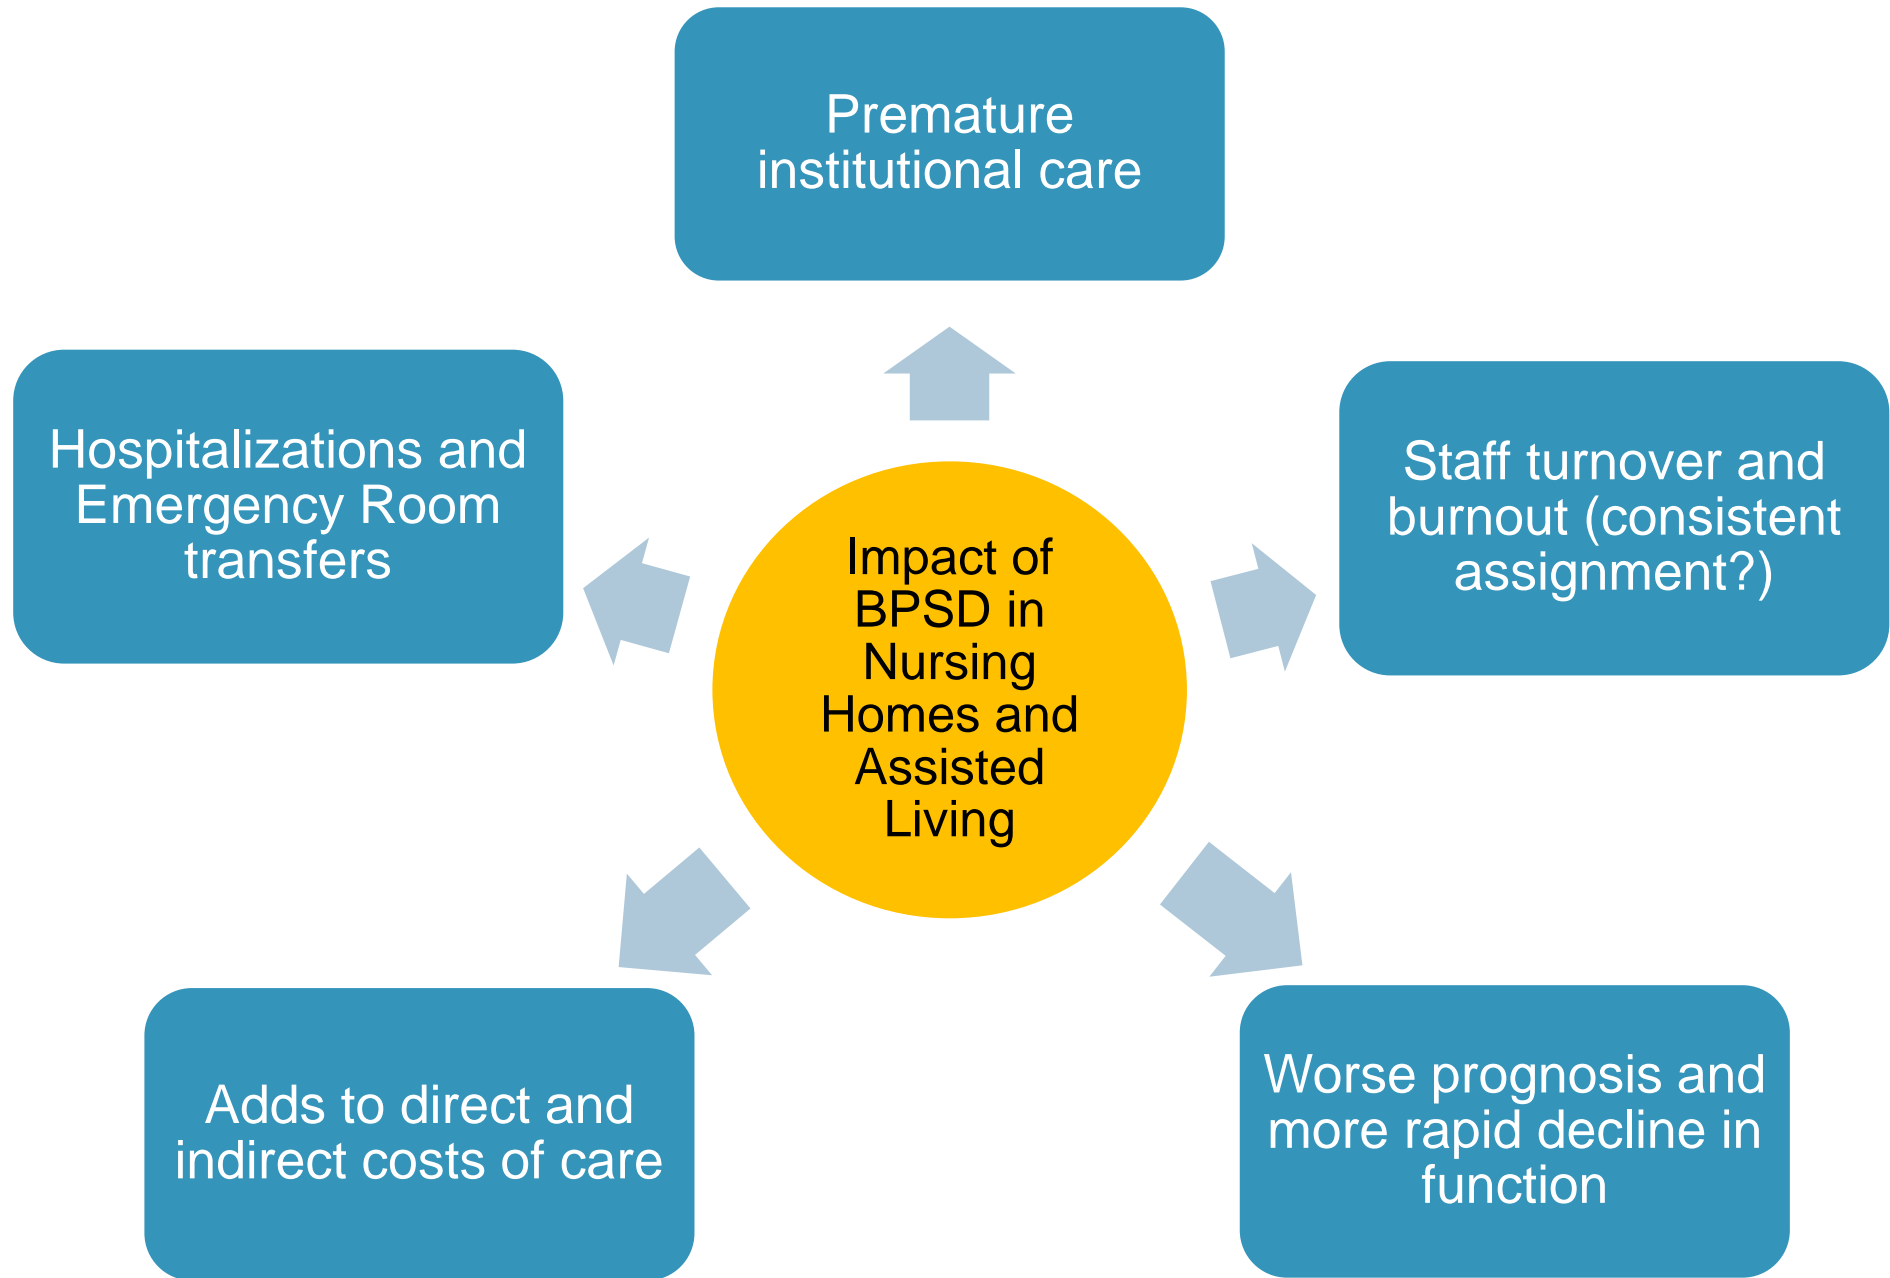 Premature
institutional care
Hospitalizations and
Emergency Room
transfers
Staff turnover and
burnout (consistent
assignment?)
Impact of
BPSD in
Nursing
Homes and
Assisted
Living
Adds to direct and
indirect costs of care
Worse prognosis and
more rapid decline in
function